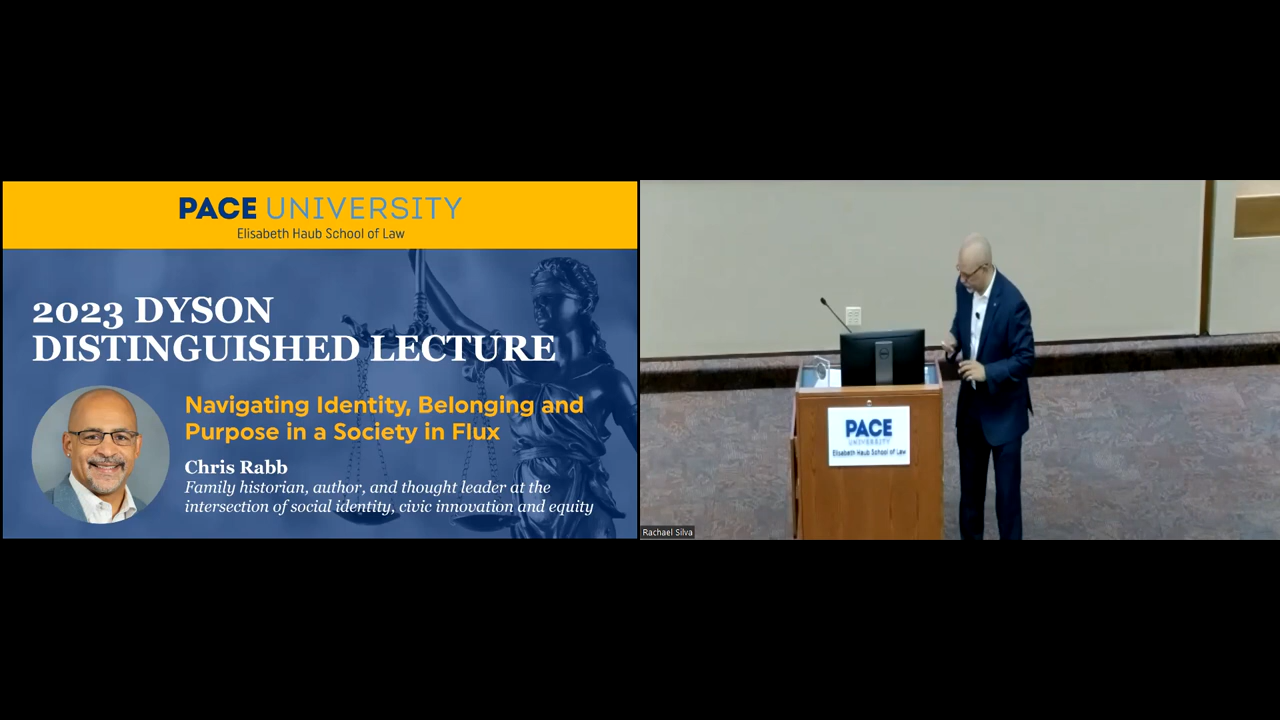 PACE UNIVERSITY
Elisabeth Haub School of Law
2023 DYSON
DISTINGUISHED LECTURE
Navigating Identity, Belonging and
Purpose in a Society in Flux
Chris Rabb
Family historian, author, and thought leader at the
intersection of social identity, civic innovation and equity
PACE
UNIVERSITY
Elisabeth Haub School of Law
DELL
Rachael Silva